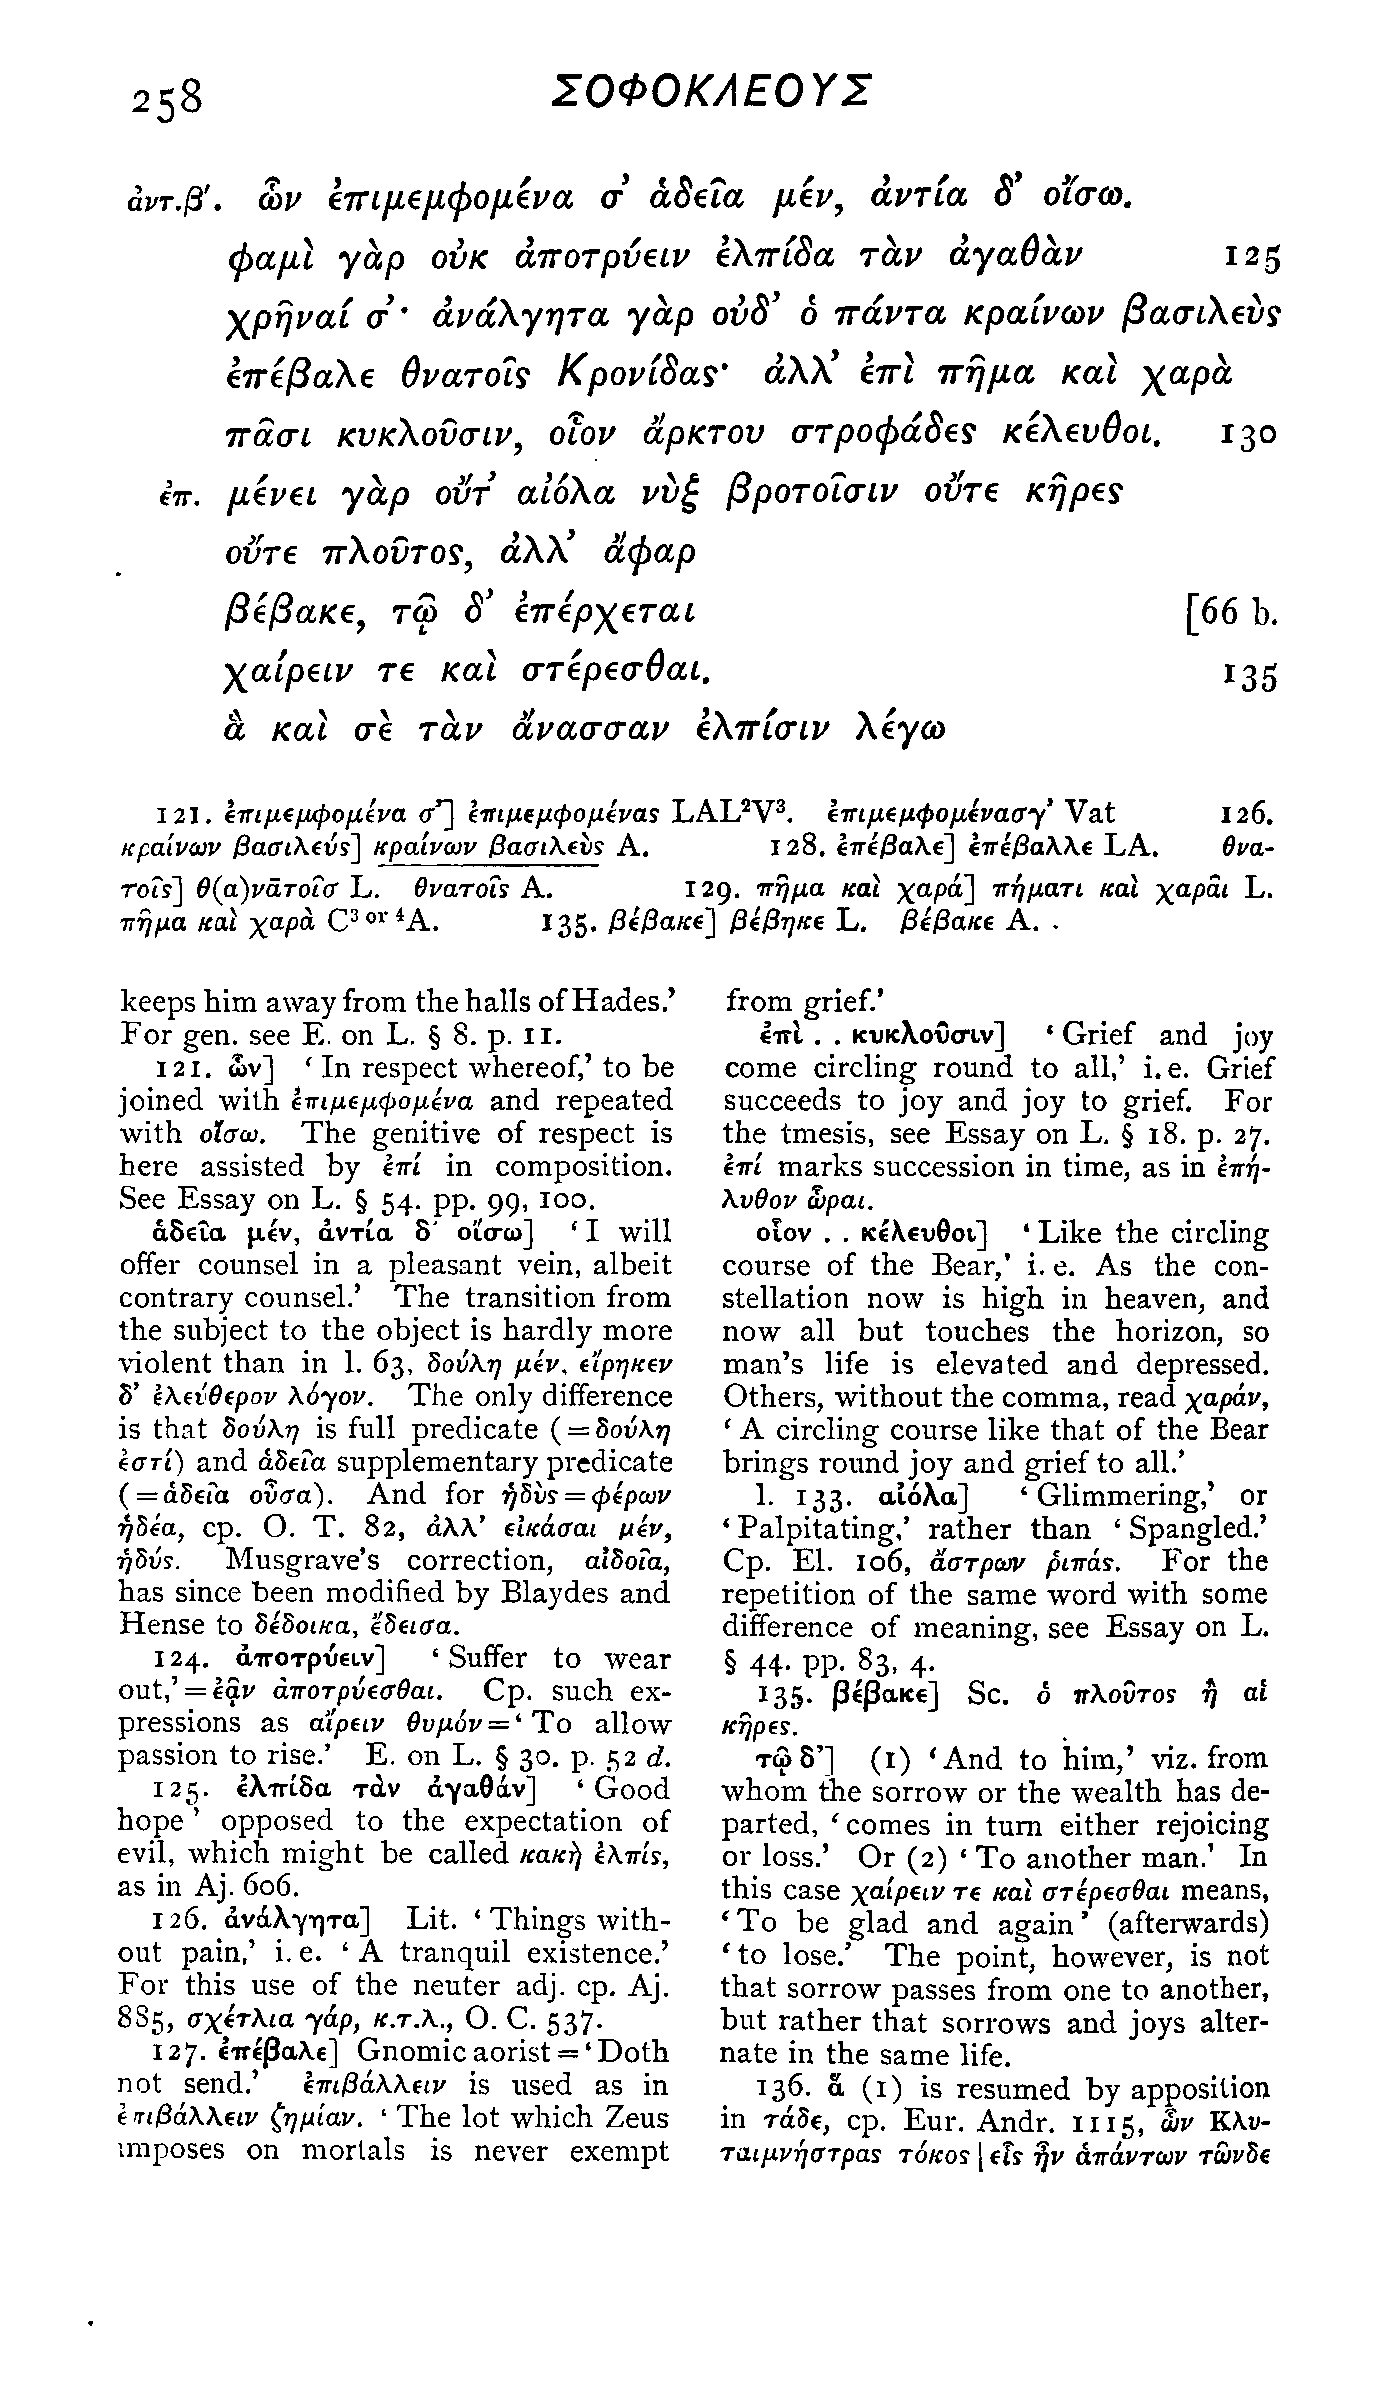 258
ΣΟΦΟΚΛΕΟΥΣ
ἀντ.β΄. ὧν ἐπιμεμφομένα σ’ ἁδεῖα μέν, ἀντία δ’ οἴσω.
φαμὶ γὰρ οὐκ ἀποτρύειν ἐλπίδα τὰν ἀγαθὰν 125
χρῆναί σ’· ἀνάλγητα γὰρ οὐδ’ ὁ πάντα κραίνων βασιλεὺς
ἐπέβαλε θνατοῖς Κρονίδας· ἀλλ’ ἐπὶ πῆμα καὶ χαρὰ
πᾶσι κυκλοῦσιν, οἷον ἄρκτου στροφάδες κέλευθοι. 130
ἐπ. μένει γὰρ οὔτ’ αἰόλα νὺξ βροτοῖσιν οὔτε κῆρες
οὔτε πλοῦτος, ἀλλ’ ἄφαρ
βέβακε, τῷ δ’ ἐπέρχεται [66 b.
χαίρειν τε καὶ στέρεσθαι. 135
ἃ καὶ σὲ τὰν ἄνασσαν ἐλπίσιν λέγω
121. ἐπιμεμφομένα σ’] ἐπιμεμφομένας LAL²V³. ἐπιμεμφομένασγ’ Vat 126.
κραίνων βασιλεύς] κραίνων βασιλεὺς A. 128. ἐπέβαλε] ἐπέβαλλε LA. θνα-
τοῖς] θ(α)νᾱτοῖσ L. θνατοῖς A. 129. πῆμα καὶ χαρά] πήματι καὶ χαρᾶι L.
πῆμα καὶ χαρὰ C³ ᵒʳ ⁴A. 135. βέβακε] βέβηκε L. βέβακε A.
keeps him away from the halls of Hades.’
For gen. see E. on L. § 8. p. 11.
121. ὧν] ‘In respect whereof,’ to be
joined with ἐπιμεμφομένα and repeated
with οἴσω. The genitive of respect is
here assisted by ἐπί in composition.
See Essay on L. § 54. pp. 99, 100.
ἁδεῖα μέν, ἀντία δ’ οἴσω] ‘I will
offer counsel in a pleasant vein, albeit
contrary counsel.’ The transition from
the subject to the object is hardly more
violent than in l. 63, δούλη μέν, εἴρηκεν
δ’ ἐλεύθερον λόγον. The only difference
is that δούλη is full predicate (=δούλη
ἐστί) and ἁδεῖα supplementary predicate
(=ἁδεῖα οὖσα). And for ἡδὺς=φέρων
ἡδέα, cp. O. T. 82, ἀλλ’ εἰκάσαι μέν,
ἡδύς. Musgrave’s correction, αἰδοῖα,
has since been modified by Blaydes and
Hense to δέδοικα, ἔδεισα.
124. ἀποτρύειν] ‘Suffer to wear
out,’=ἐᾷν ἀποτρύεσθαι. Cp. such ex-
pressions as αἴρειν θυμόν=‘To allow
passion to rise.’ E. on L. § 30. p. 52 d.
125. ἐλπίδα τὰν ἀγαθάν] ‘Good
hope’ opposed to the expectation of
evil, which might be called κακὴ ἐλπίς,
as in Aj. 606.
126. ἀνάλγητα] Lit. ‘Things with-
out pain,’ i. e. ‘A tranquil existence.’
For this use of the neuter adj. cp. Aj.
885, σχέτλια γάρ, κ.τ.λ., O. C. 537.
127. ἐπέβαλε] Gnomic aorist=‘Doth
not send.’ ἐπιβάλλειν is used as in
ἐπιβάλλειν ζημίαν. ‘The lot which Zeus
imposes on mortals is never exempt
from grief.’
ἐπὶ . . κυκλοῦσιν] ‘Grief and joy
come circling round to all,’ i. e. Grief
succeeds to joy and joy to grief. For
the tmesis, see Essay on L. § 18. p. 27.
ἐπί marks succession in time, as in ἐπή-
λυθον ὧραι.
οἷον . . κέλευθοι] ‘Like the circling
course of the Bear,’ i. e. As the con-
stellation now is high in heaven, and
now all but touches the horizon, so
man’s life is elevated and depressed.
Others, without the comma, read χαράν,
‘A circling course like that of the Bear
brings round joy and grief to all.’
l. 133. αἰόλα] ‘Glimmering,’ or
‘Palpitating,’ rather than ‘Spangled.’
Cp. El. 106, ἄστρων ῥιπάς. For the
repetition of the same word with some
difference of meaning, see Essay on L.
§ 44. pp. 83, 4.
135. βέβακε] Sc. ὁ πλοῦτος ἢ αἱ
κῆρες.
τῷ δ’] (1) ‘And to him,’ viz. from
whom the sorrow or the wealth has de-
parted, ‘comes in turn either rejoicing
or loss.’ Or (2) ‘To another man.’ In
this case χαίρειν τε καὶ στέρεσθαι means,
‘To be glad and again’ (afterwards)
‘to lose.’ The point, however, is not
that sorrow passes from one to another,
but rather that sorrows and joys alter-
nate in the same life.
136. ἅ (1) is resumed by apposition
in τάδε, cp. Eur. Andr. 1115, ὧν Κλυ-
ταιμνήστρας τόκος | εἷς ἦν ἁπάντων τῶνδε